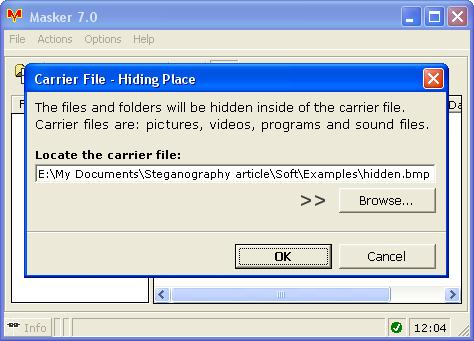 Masker 7.0
File Actions Options Help
Carrier File - Hiding Place
The files and folders will be hidden inside of the carrier file.
Carrier files are: pictures, videos, programs and sound files.
Locate the carrier file:
E:\My Documents\Steganography article\Soft\Examples\hidden.bmp
>> Browse...
OK Cancel
Info 12:04